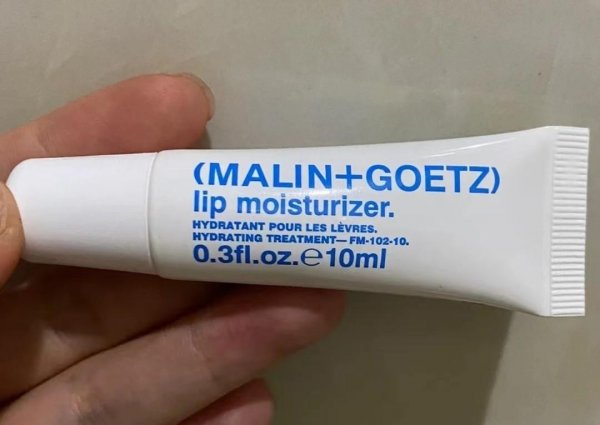 (MALIN+GOETZ)
lip moisturizer.
HYDRATANT POUR LES LÈVRES.
HYDRATING TREATMENT—FM-102-10.
0.3fl.oz.℮10ml